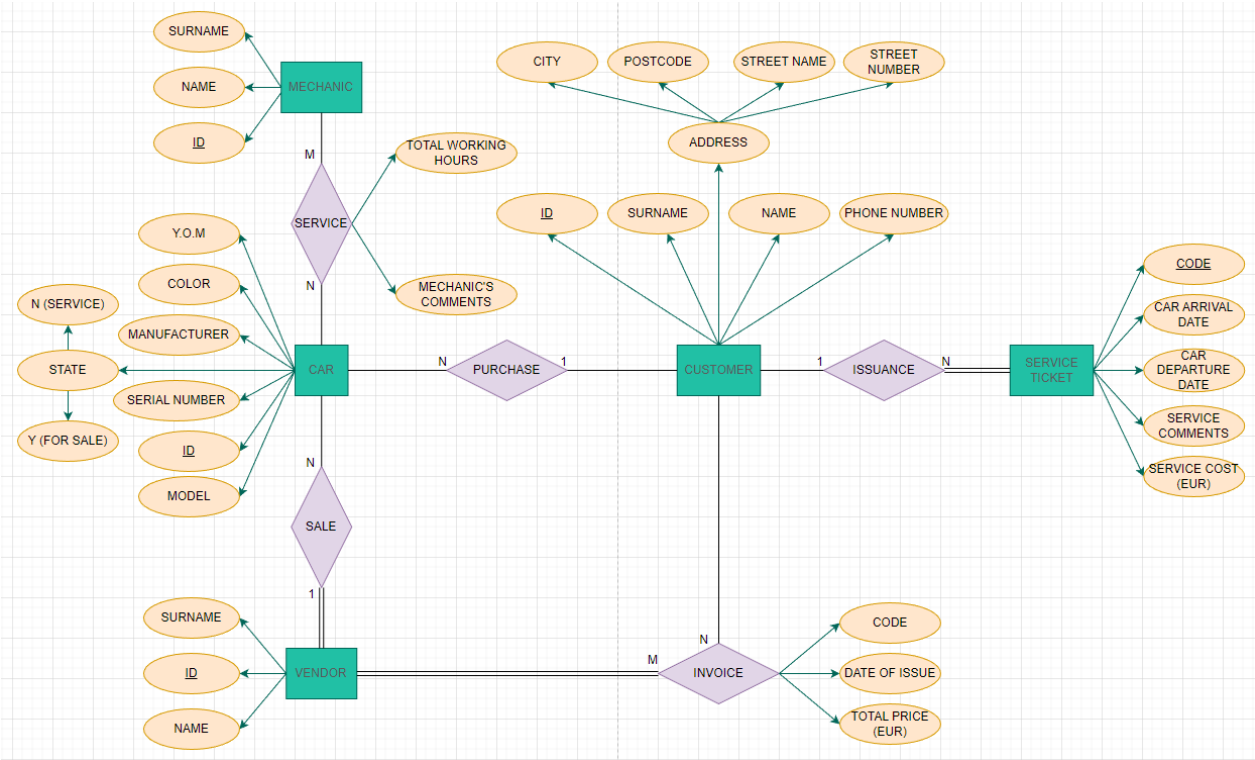 SURNAME
NAME
ID
MECHANIC
CITY
POSTCODE
STREET NAME
STREET
NUMBER
ADDRESS
M
TOTAL WORKING
HOURS
SERVICE
MECHANIC'S
COMMENTS
N
ID
SURNAME
NAME
PHONE NUMBER
Y.O.M
COLOR
N (SERVICE)
MANUFACTURER
STATE
SERIAL NUMBER
Y (FOR SALE)
ID
MODEL
CAR
N
PURCHASE
1
CUSTOMER
1
ISSUANCE
N
SERVICE
TICKET
CODE
CAR ARRIVAL
DATE
CAR
DEPARTURE
DATE
SERVICE
COMMENTS
SERVICE COST
(EUR)
N
SALE
1
SURNAME
ID
NAME
VENDOR
M
N
INVOICE
CODE
DATE OF ISSUE
TOTAL PRICE
(EUR)